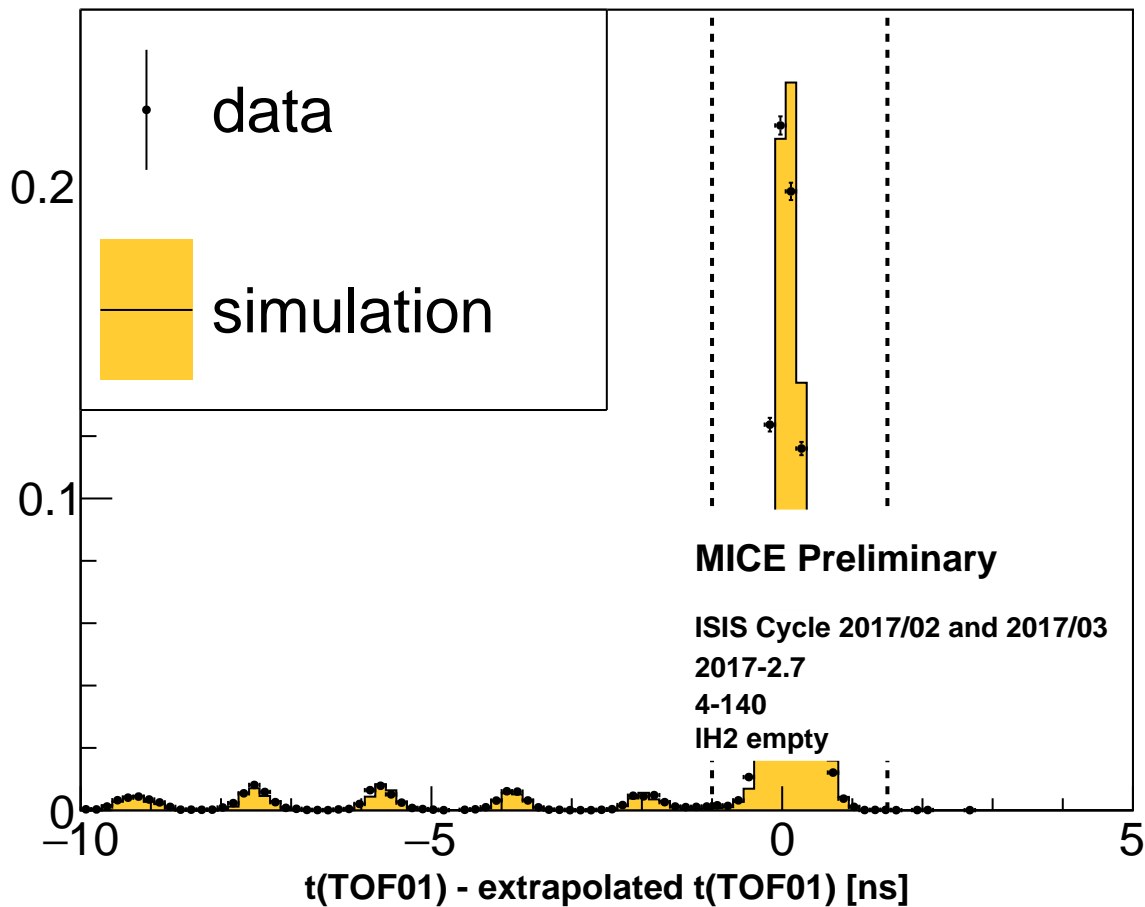 data
simulation
0.2
0.1
0
MICE Preliminary
ISIS Cycle 2017/02 and 2017/03
2017-2.7
4-140
IH2 empty
−10 −5 0 5
t(TOF01) - extrapolated t(TOF01) [ns]